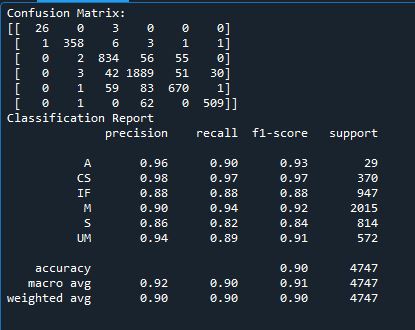 Confusion Matrix:
[[ 26 0 3 0 0 0]
[ 1 358 6 3 1 1]
[ 0 2 834 56 55 0]
[ 0 3 42 1889 51 30]
[ 0 1 59 83 670 1]
[ 0 1 0 62 0 509]]
Classification Report
precision recall f1-score support
A 0.96 0.90 0.93 29
CS 0.98 0.97 0.97 370
IF 0.88 0.88 0.88 947
M 0.90 0.94 0.92 2015
S 0.86 0.82 0.84 814
UM 0.94 0.89 0.91 572
accuracy 0.90 4747
macro avg 0.92 0.90 0.91 4747
weighted avg 0.90 0.90 0.90 4747